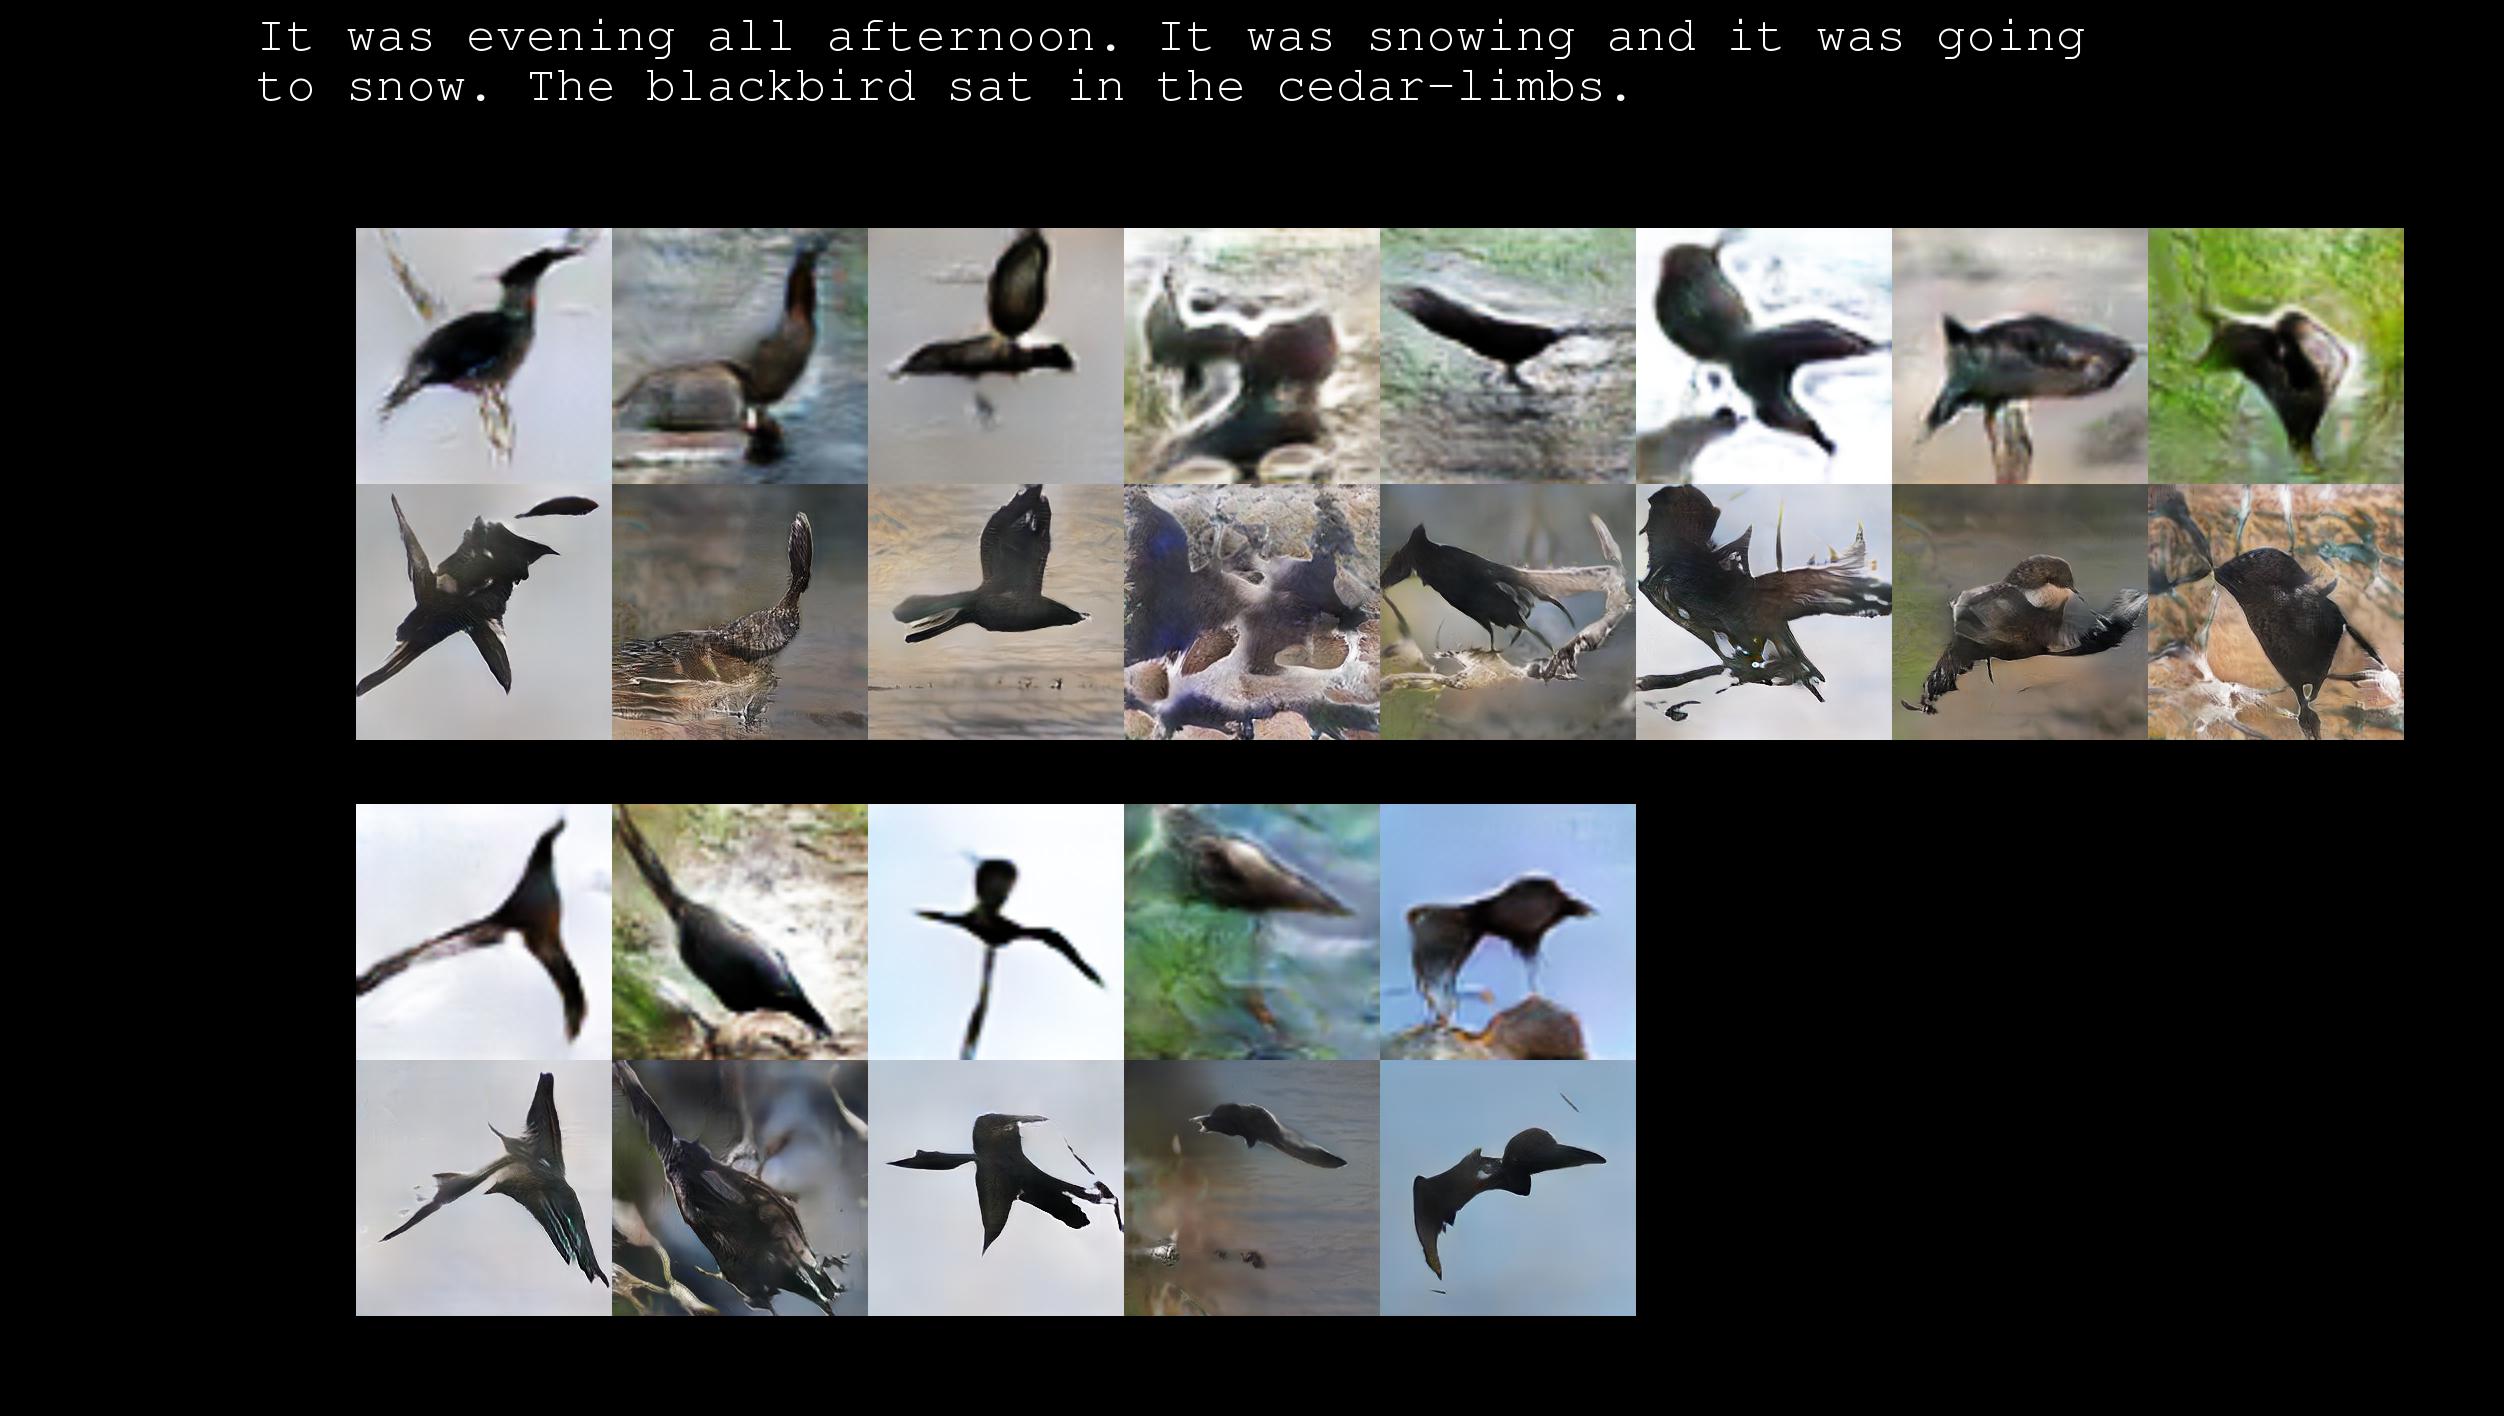 It was evening all afternoon. It was snowing and it was going
to snow. The blackbird sat in the cedar-limbs.